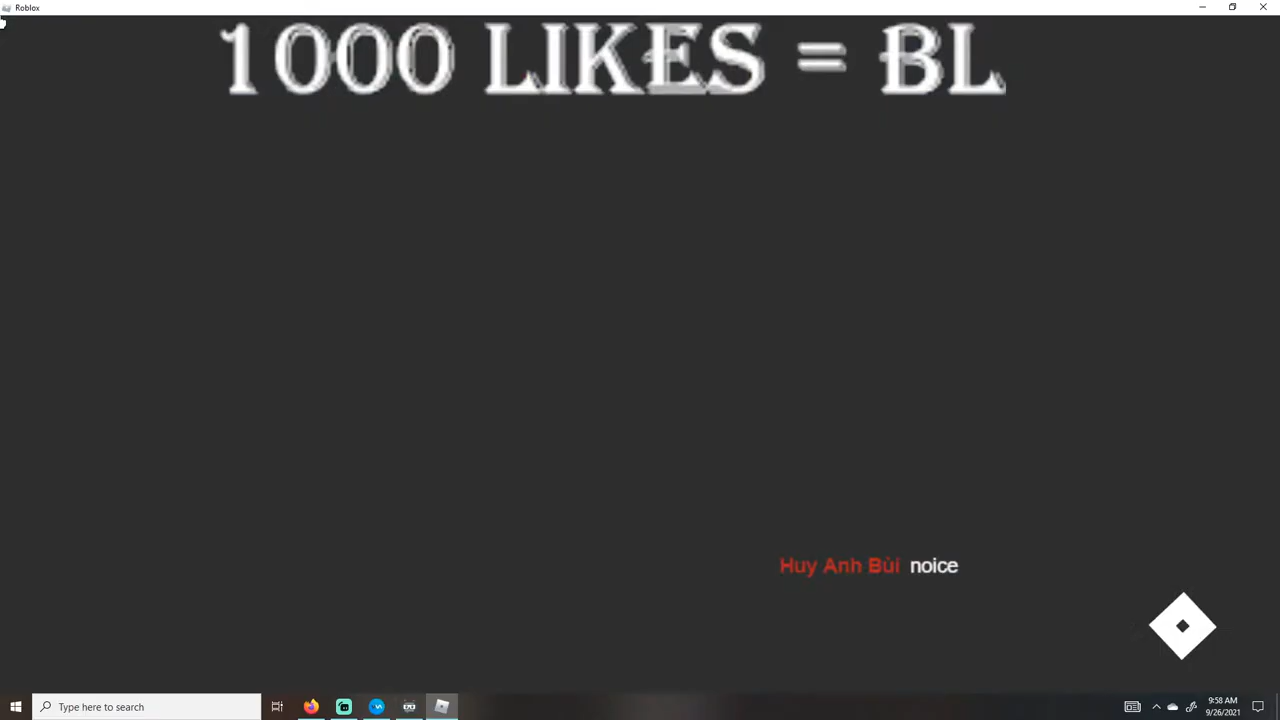 Roblox
1000 LIKES = BL
Huy Anh Bùi noice
Type here to search
9:58 AM
9/26/2021